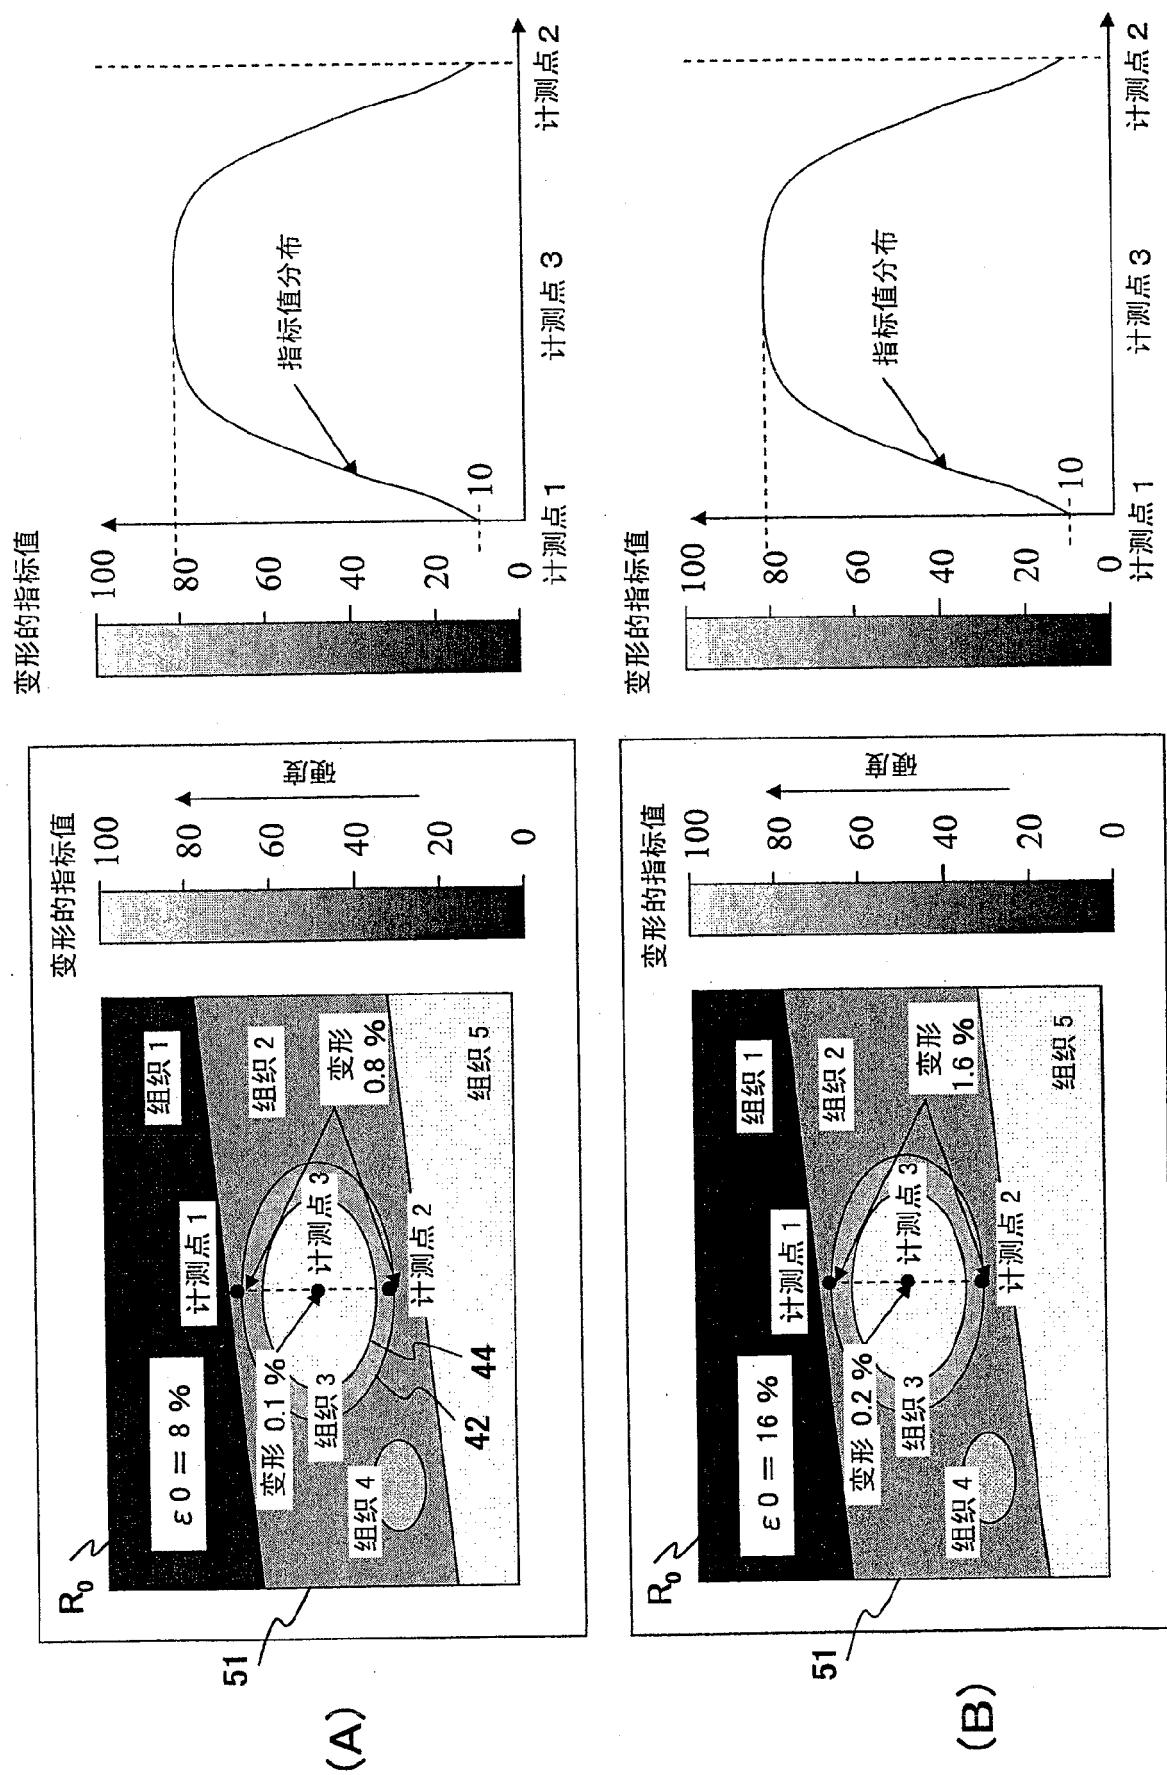 (A)
51
R₀
ε0＝8 %
组织 1
计测点 1
组织 2
变形 0.1 %
计测点 3
变形
0.8 %
组织 3
组织 4
计测点 2
组织 5
42
44
变形的指标值
100
80
60
40
20
0
硬度
变形的指标值
100
80
60
40
20
0
10
指标值分布
计测点 1
计测点 3
计测点 2
(B)
51
R₀
ε0＝16 %
组织 1
计测点 1
组织 2
变形 0.2 %
计测点 3
变形
1.6 %
组织 3
组织 4
计测点 2
组织 5
变形的指标值
100
80
60
40
20
0
硬度
变形的指标值
100
80
60
40
20
0
10
指标值分布
计测点 1
计测点 3
计测点 2